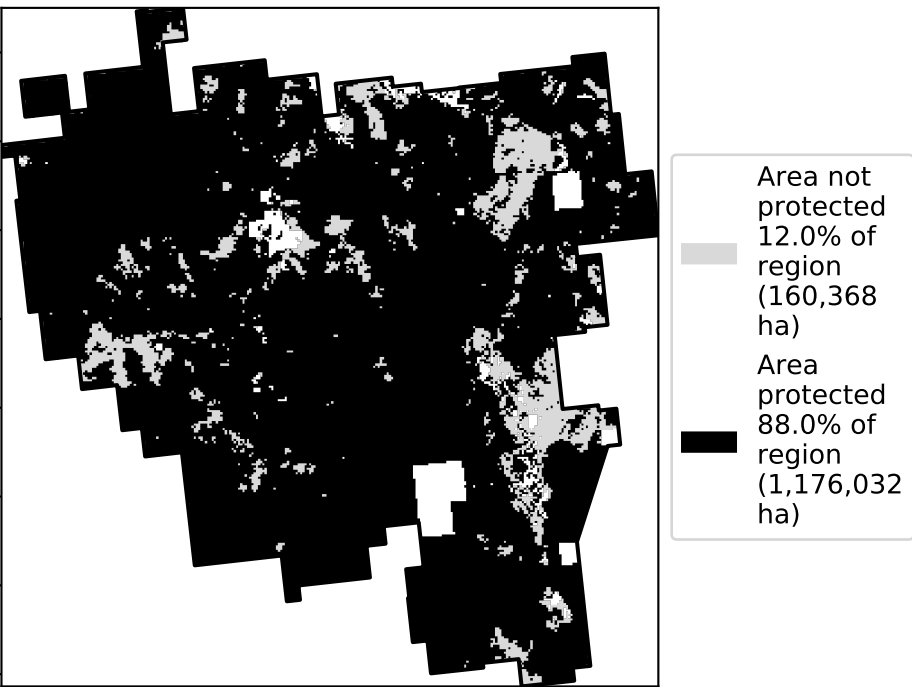 Area not
protected
12.0% of
region
(160,368
ha)
Area
protected
88.0% of
region
(1,176,032
ha)